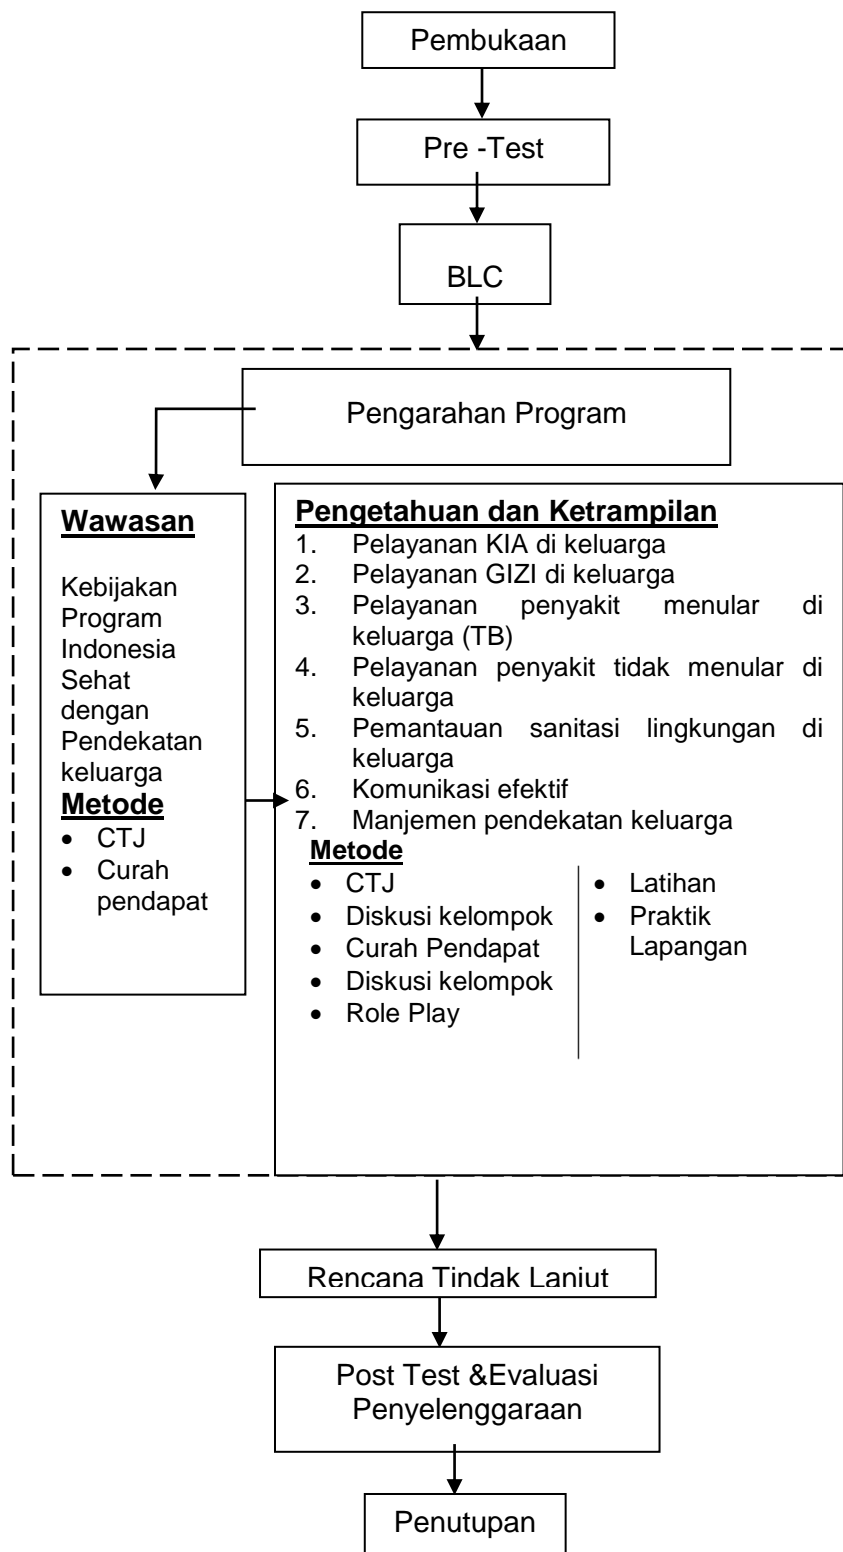 Pembukaan
Pre -Test
BLC
Pengarahan Program
Wawasan
Kebijakan
Program
Indonesia
Sehat
dengan
Pendekatan
keluarga
Metode
• CTJ
• Curah
pendapat
Pengetahuan dan Ketrampilan
1. Pelayanan KIA di keluarga
2. Pelayanan GIZI di keluarga
3. Pelayanan penyakit menular di
keluarga (TB)
4. Pelayanan penyakit tidak menular di
keluarga
5. Pemantauan sanitasi lingkungan di
keluarga
6. Komunikasi efektif
7. Manjemen pendekatan keluarga
Metode
• CTJ
• Diskusi kelompok
• Curah Pendapat
• Diskusi kelompok
• Role Play
• Latihan
• Praktik
Lapangan
Rencana Tindak Lanjut
Post Test &Evaluasi
Penyelenggaraan
Penutupan